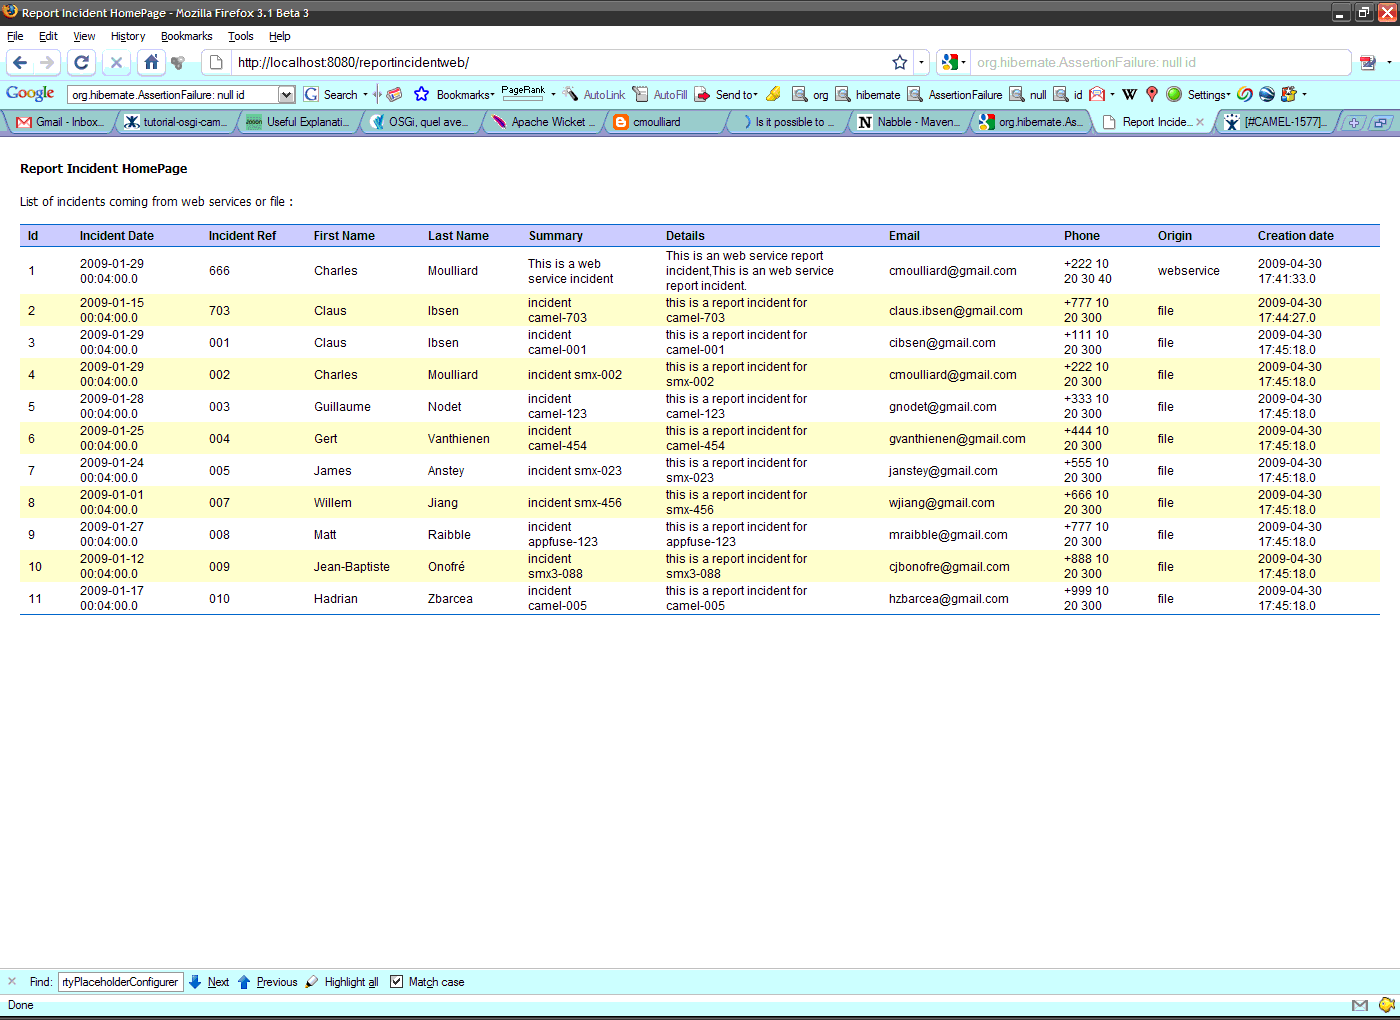 Report Incident HomePage - Mozilla Firefox 3.1 Beta 3
File Edit View History Bookmarks Tools Help
http://localhost:8080/reportincidentweb/ org.hibernate.AssertionFailure: null id
Google org.hibernate.AssertionFailure: null id Search Bookmarks PageRank AutoLink AutoFill Send to org hibernate AssertionFailure null id W Settings
Gmail - Inbox... tutorial-osgi-cam... Useful Explanati... OSGi, quel ave... Apache Wicket ... cmoulliard Is it possible to ... N Nabble - Maven... org.hibernate.As... Report Incide... [#CAMEL-1577]...
Report Incident HomePage
List of incidents coming from web services or file :
Id Incident Date Incident Ref First Name Last Name Summary Details Email Phone Origin Creation date
1 2009-01-29 00:04:00.0 666 Charles Moulliard This is a web service incident This is an web service report incident,This is an web service report incident. cmoulliard@gmail.com +222 10 20 30 40 webservice 2009-04-30 17:41:33.0
2 2009-01-15 00:04:00.0 703 Claus Ibsen incident camel-703 this is a report incident for camel-703 claus.ibsen@gmail.com +777 10 20 300 file 2009-04-30 17:44:27.0
3 2009-01-29 00:04:00.0 001 Claus Ibsen incident camel-001 this is a report incident for camel-001 cibsen@gmail.com +111 10 20 300 file 2009-04-30 17:45:18.0
4 2009-01-29 00:04:00.0 002 Charles Moulliard incident smx-002 this is a report incident for smx-002 cmoulliard@gmail.com +222 10 20 300 file 2009-04-30 17:45:18.0
5 2009-01-28 00:04:00.0 003 Guillaume Nodet incident camel-123 this is a report incident for camel-123 gnodet@gmail.com +333 10 20 300 file 2009-04-30 17:45:18.0
6 2009-01-25 00:04:00.0 004 Gert Vanthienen incident camel-454 this is a report incident for camel-454 gvanthienen@gmail.com +444 10 20 300 file 2009-04-30 17:45:18.0
7 2009-01-24 00:04:00.0 005 James Anstey incident smx-023 this is a report incident for smx-023 janstey@gmail.com +555 10 20 300 file 2009-04-30 17:45:18.0
8 2009-01-01 00:04:00.0 007 Willem Jiang incident smx-456 this is a report incident for smx-456 wjiang@gmail.com +666 10 20 300 file 2009-04-30 17:45:18.0
9 2009-01-27 00:04:00.0 008 Matt Raibble incident appfuse-123 this is a report incident for appfuse-123 mraibble@gmail.com +777 10 20 300 file 2009-04-30 17:45:18.0
10 2009-01-12 00:04:00.0 009 Jean-Baptiste Onofré incident smx3-088 this is a report incident for smx3-088 cjbonofre@gmail.com +888 10 20 300 file 2009-04-30 17:45:18.0
11 2009-01-17 00:04:00.0 010 Hadrian Zbarcea incident camel-005 this is a report incident for camel-005 hzbarcea@gmail.com +999 10 20 300 file 2009-04-30 17:45:18.0
Find: rtyPlaceholderConfigurer Next Previous Highlight all Match case
Done